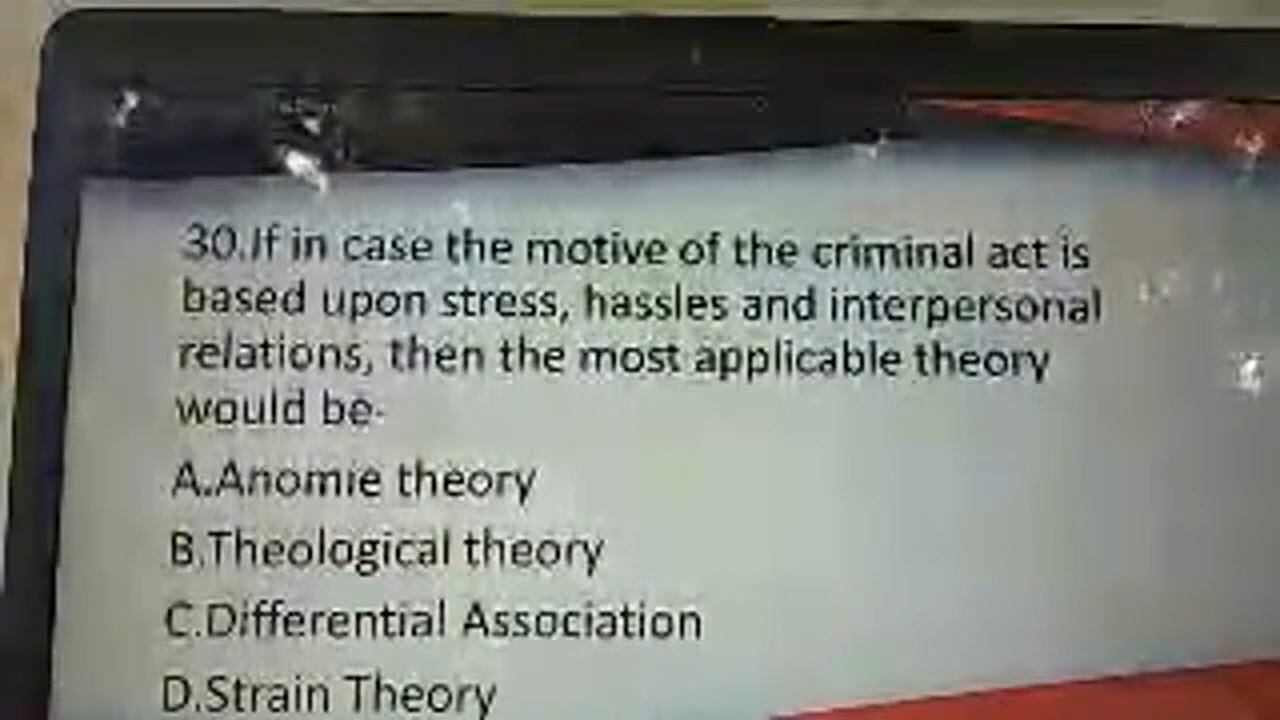 30.If in case the motive of the criminal act is
based upon stress, hassles and interpersonal
relations, then the most applicable theory
would be-
A.Anomie theory
B.Theological theory
C.Differential Association
D.Strain Theory